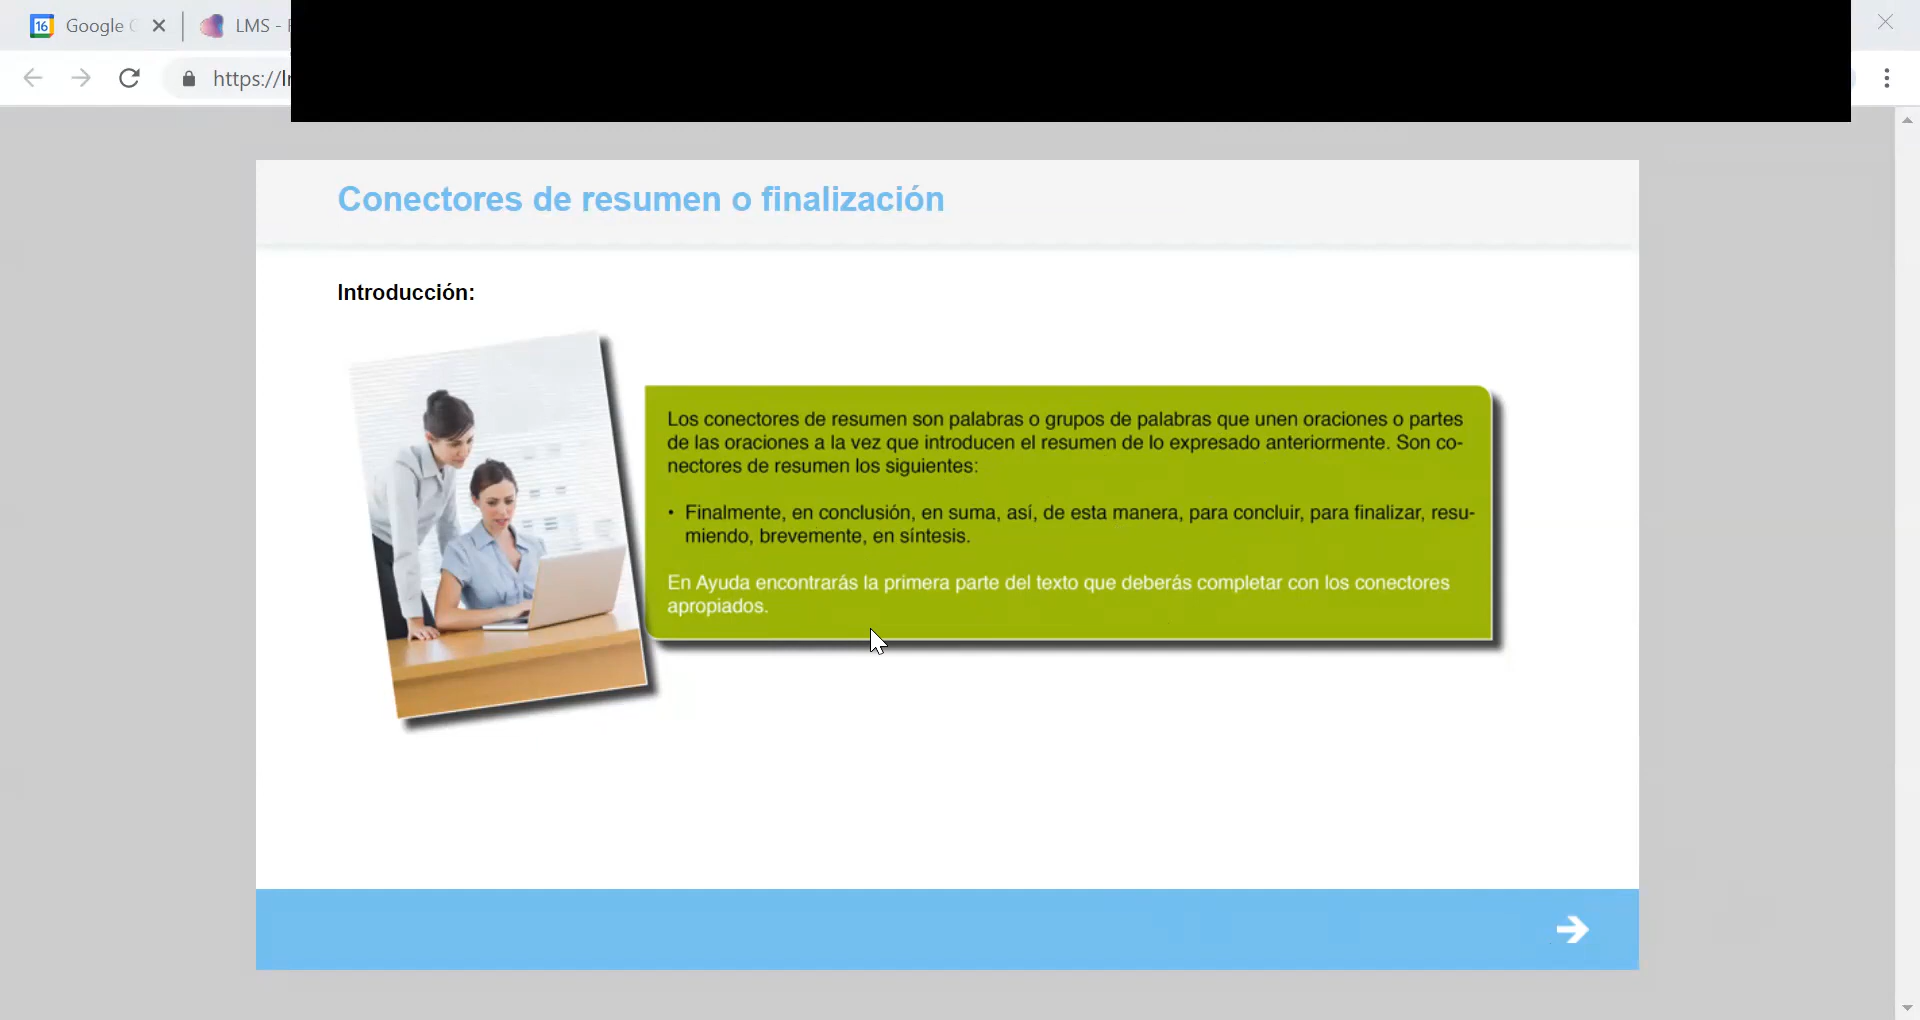 16 Google
LMS -
https://
Conectores de resumen o finalización
Introducción:
Los conectores de resumen son palabras o grupos de palabras que unen oraciones o partes
de las oraciones a la vez que introducen el resumen de lo expresado anteriormente. Son co-
nectores de resumen los siguientes:
• Finalmente, en conclusión, en suma, así, de esta manera, para concluir, para finalizar, resu-
miendo, brevemente, en síntesis.
En Ayuda encontrarás la primera parte del texto que deberás completar con los conectores
apropiados.